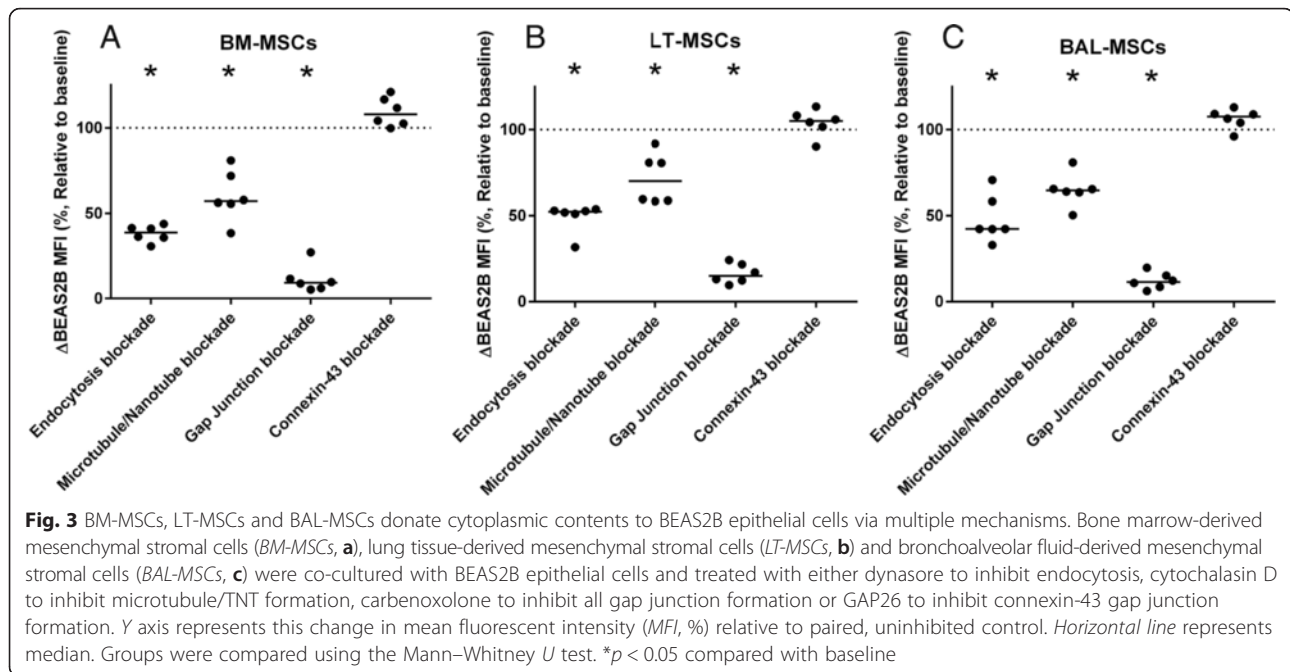 A
BM-MSCs
ΔBEAS2B MFI (%, Relative to baseline)
* * *
100
50
0
Endocytosis blockade
Microtubule/Nanotube blockade
Gap Junction blockade
Connexin-43 blockade
B
LT-MSCs
ΔBEAS2B MFI (%, Relative to baseline)
* * *
100
50
0
Endocytosis blockade
Microtubule/Nanotube blockade
Gap Junction blockade
Connexin-43 blockade
C
BAL-MSCs
ΔBEAS2B MFI (%, Relative to baseline)
* * *
100
50
0
Endocytosis blockade
Microtubule/Nanotube blockade
Gap Junction blockade
Connexin-43 blockade
Fig. 3 BM-MSCs, LT-MSCs and BAL-MSCs donate cytoplasmic contents to BEAS2B epithelial cells via multiple mechanisms. Bone marrow-derived
mesenchymal stromal cells (BM-MSCs, a), lung tissue-derived mesenchymal stromal cells (LT-MSCs, b) and bronchoalveolar fluid-derived mesenchymal
stromal cells (BAL-MSCs, c) were co-cultured with BEAS2B epithelial cells and treated with either dynasore to inhibit endocytosis, cytochalasin D
to inhibit microtubule/TNT formation, carbenoxolone to inhibit all gap junction formation or GAP26 to inhibit connexin-43 gap junction
formation. Y axis represents this change in mean fluorescent intensity (MFI, %) relative to paired, uninhibited control. Horizontal line represents
median. Groups were compared using the Mann–Whitney U test. *p < 0.05 compared with baseline